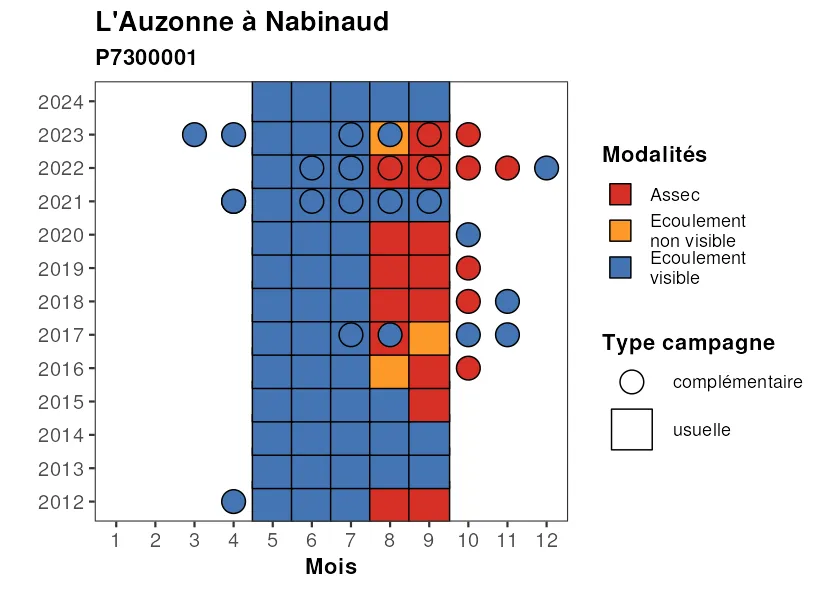 L'Auzonne à Nabinaud
P7300001
2024
2023
2022
2021
2020
2019
2018
2017
2016
2015
2014
2013
2012
1 2 3 4 5 6 7 8 9 10 11 12
Mois
Modalités
Assec
Ecoulement
non visible
Ecoulement
visible
Type campagne
complémentaire
usuelle